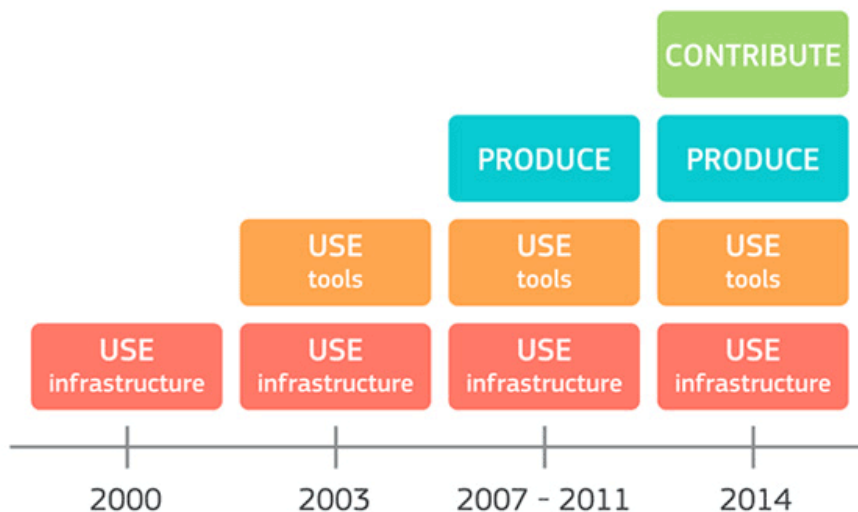 CONTRIBUTE
PRODUCE
PRODUCE
USE
tools
USE
tools
USE
tools
USE
infrastructure
USE
infrastructure
USE
infrastructure
USE
infrastructure
2000
2003
2007 - 2011
2014